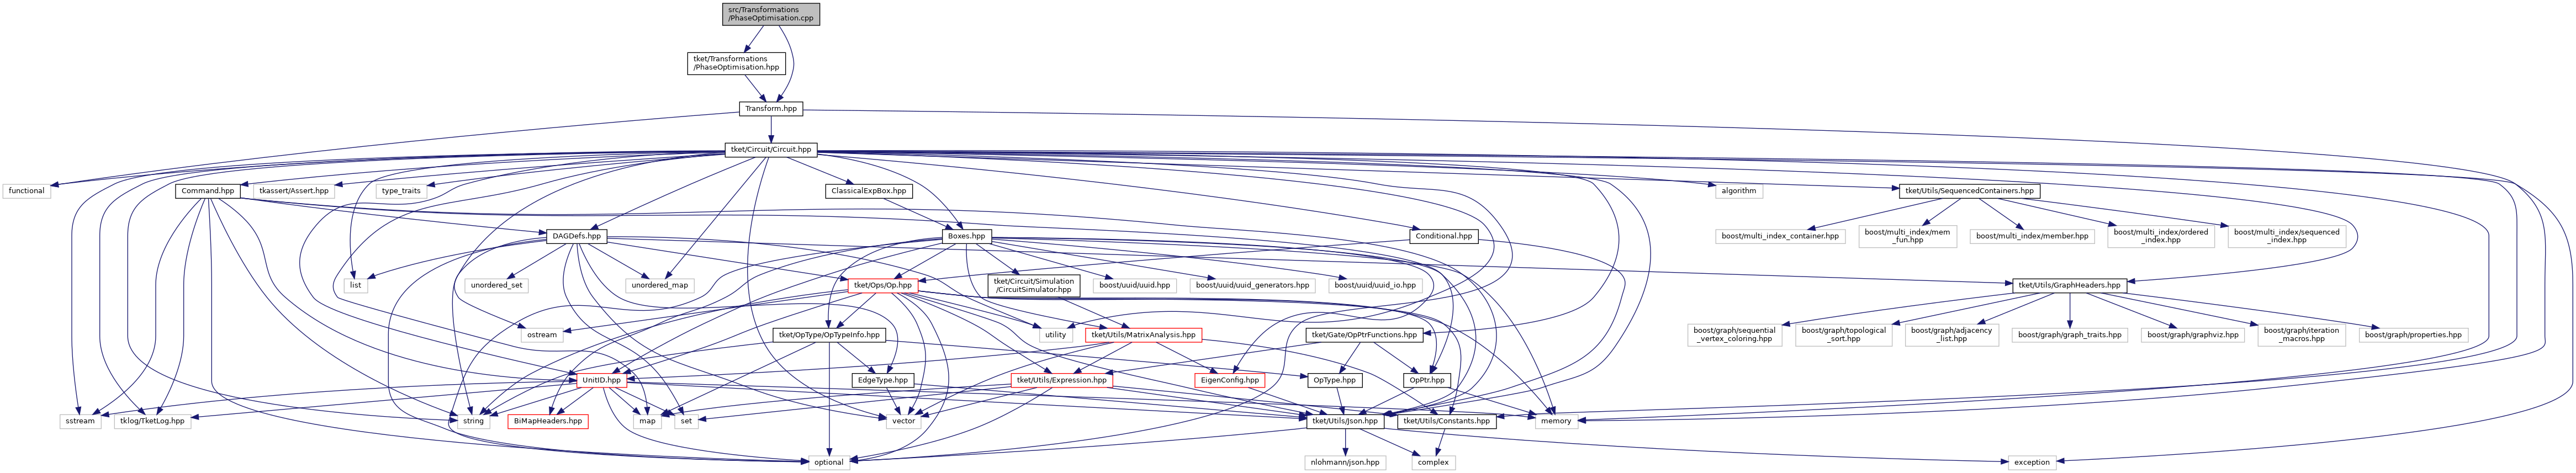 src/Transformations
/PhaseOptimisation.cpp
tket/Transformations
/PhaseOptimisation.hpp
Transform.hpp
tket/Circuit/Circuit.hpp
functional
Command.hpp
tkassert/Assert.hpp
type_traits
ClassicalExpBox.hpp
algorithm
tket/Utils/SequencedContainers.hpp
DAGDefs.hpp
Boxes.hpp
Conditional.hpp
boost/multi_index_container.hpp
boost/multi_index/mem
_fun.hpp
boost/multi_index/member.hpp
boost/multi_index/ordered
_index.hpp
boost/multi_index/sequenced
_index.hpp
list
unordered_set
unordered_map
tket/Ops/Op.hpp
tket/Circuit/Simulation
/CircuitSimulator.hpp
boost/uuid/uuid.hpp
boost/uuid/uuid_generators.hpp
boost/uuid/uuid_io.hpp
tket/Utils/GraphHeaders.hpp
ostream
tket/OpType/OpTypeInfo.hpp
utility
tket/Utils/MatrixAnalysis.hpp
tket/Gate/OpPtrFunctions.hpp
boost/graph/sequential
_vertex_coloring.hpp
boost/graph/topological
_sort.hpp
boost/graph/adjacency
_list.hpp
boost/graph/graph_traits.hpp
boost/graph/graphviz.hpp
boost/graph/iteration
_macros.hpp
boost/graph/properties.hpp
UnitID.hpp
EdgeType.hpp
tket/Utils/Expression.hpp
EigenConfig.hpp
OpType.hpp
OpPtr.hpp
sstream
tklog/TketLog.hpp
string
BiMapHeaders.hpp
map
set
vector
tket/Utils/Json.hpp
tket/Utils/Constants.hpp
memory
optional
nlohmann/json.hpp
complex
exception